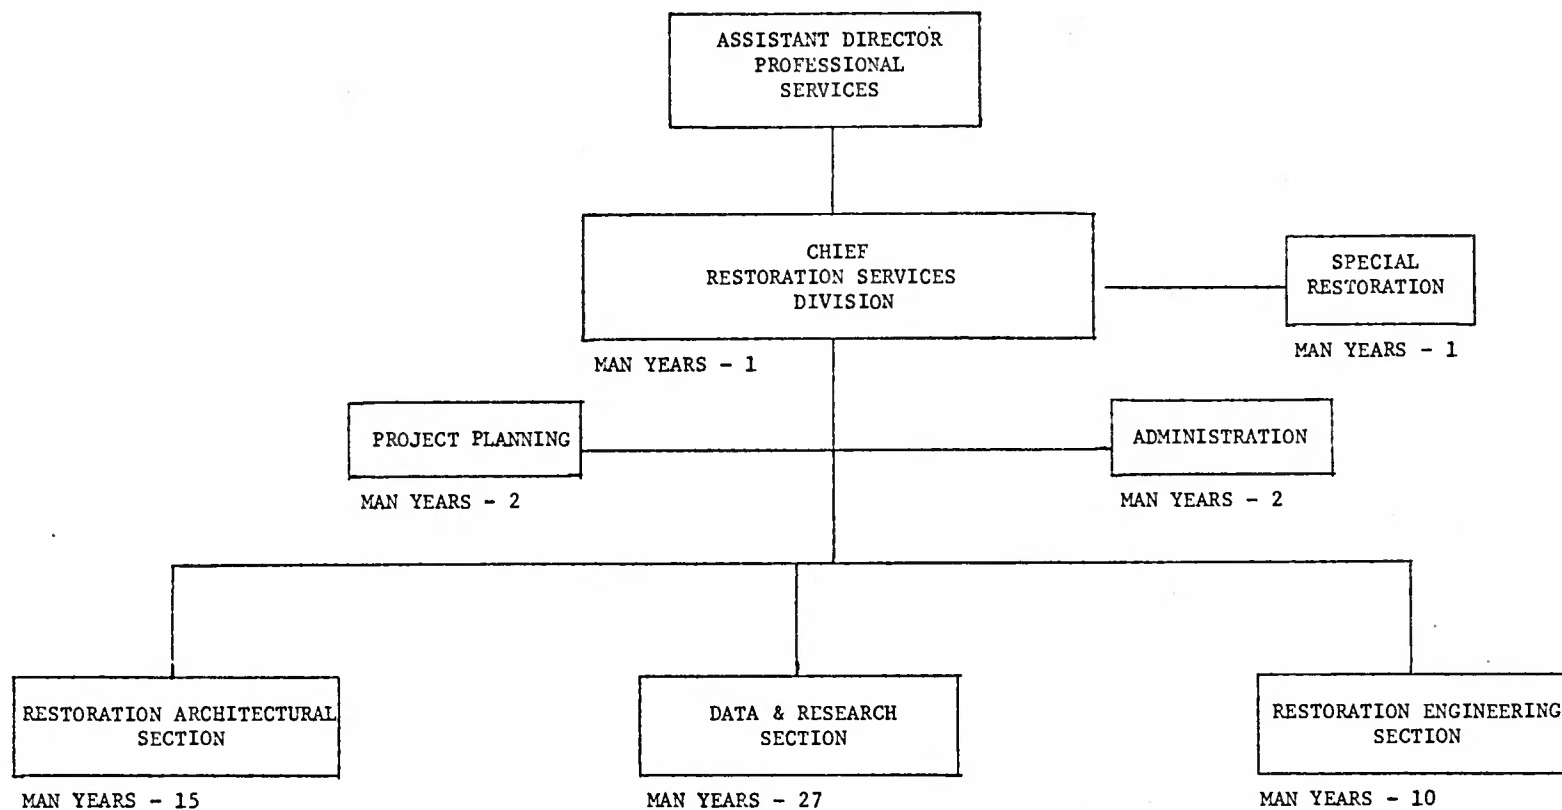 ASSISTANT DIRECTOR
PROFESSIONAL
SERVICES
CHIEF
RESTORATION SERVICES
DIVISION
MAN YEARS - 1
SPECIAL
RESTORATION
MAN YEARS - 1
PROJECT PLANNING
MAN YEARS - 2
ADMINISTRATION
MAN YEARS - 2
RESTORATION ARCHITECTURAL
SECTION
MAN YEARS - 15
DATA & RESEARCH
SECTION
MAN YEARS - 27
RESTORATION ENGINEERING
SECTION
MAN YEARS - 10